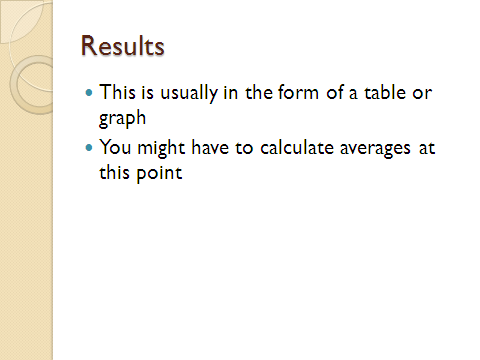 Results
• This is usually in the form of a table or
graph
• You might have to calculate averages at
this point